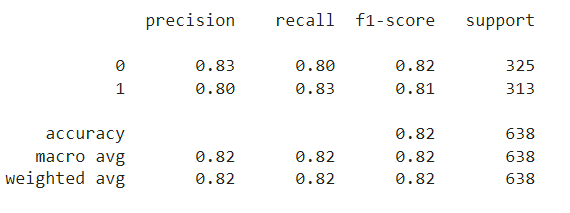 precision recall f1-score support
0 0.83 0.80 0.82 325
1 0.80 0.83 0.81 313
accuracy 0.82 638
macro avg 0.82 0.82 0.82 638
weighted avg 0.82 0.82 0.82 638